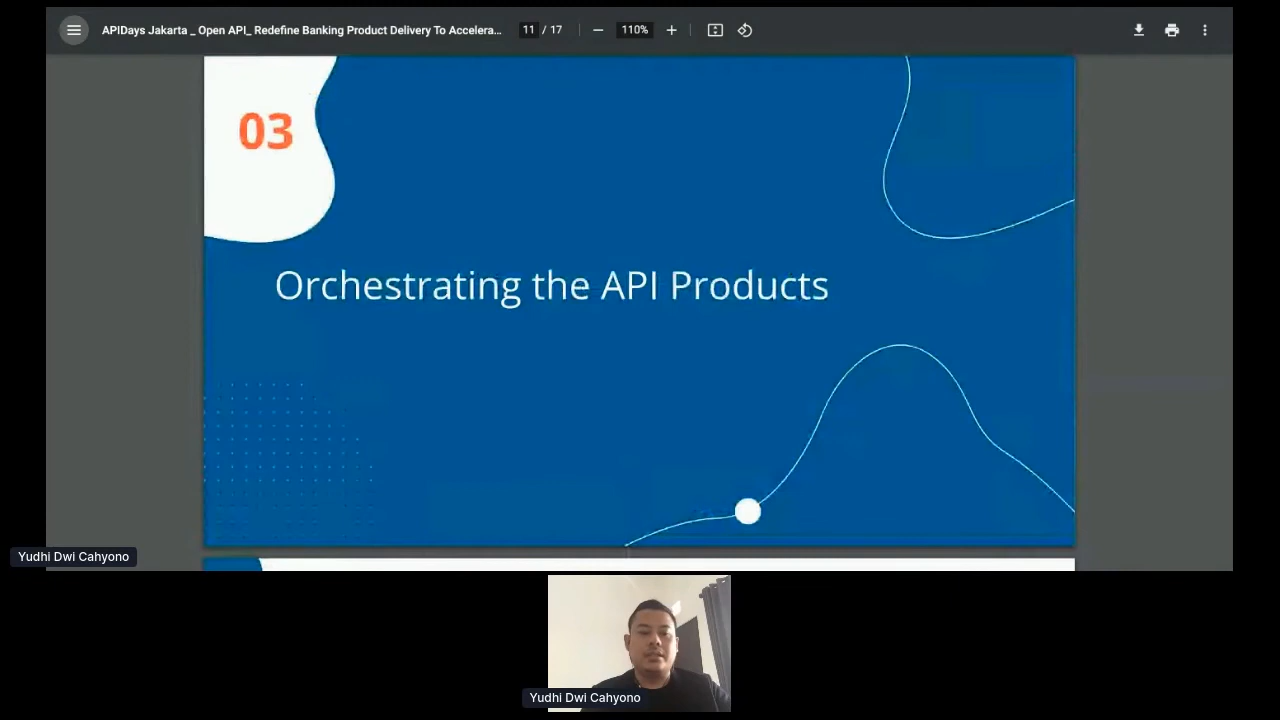 APIDays Jakarta _ Open API_ Redefine Banking Product Delivery To Accelera...
11 / 17
110%
03
Orchestrating the API Products
Yudhi Dwi Cahyono
Yudhi Dwi Cahyono